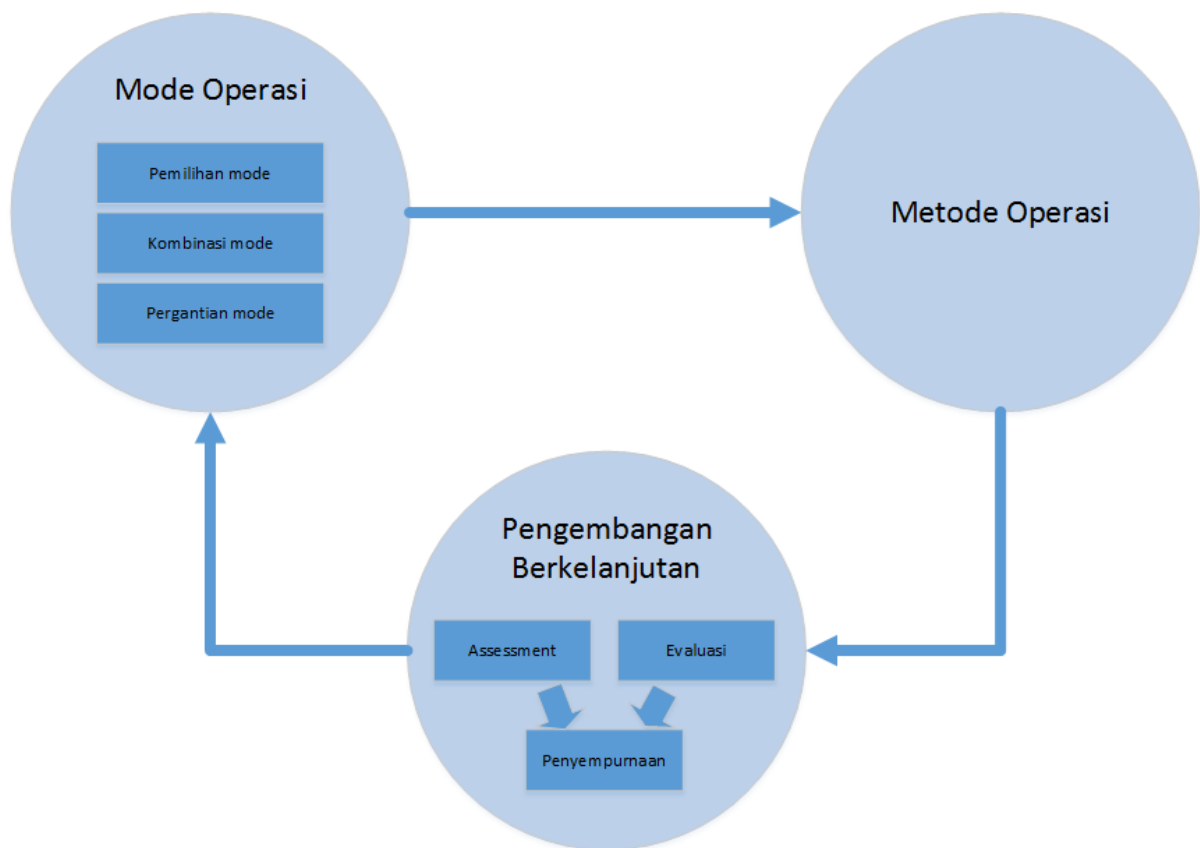 Mode Operasi
Pemilihan mode
Kombinasi mode
Pergantian mode
Metode Operasi
Pengembangan
Berkelanjutan
Assessment
Evaluasi
Penyempurnaan